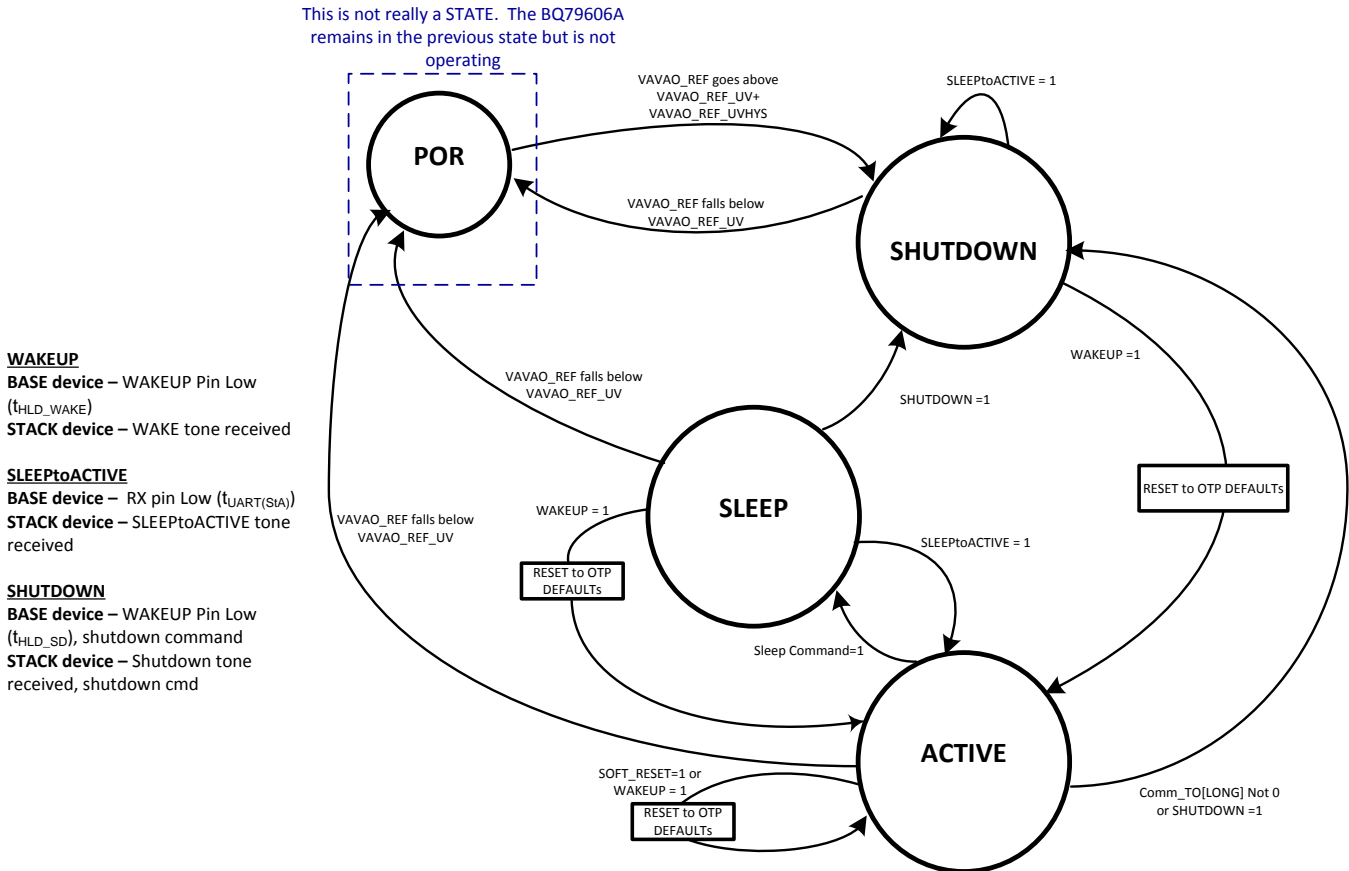 This is not really a STATE. The BQ79606A
remains in the previous state but is not
operating
POR
VAVAO_REF goes above
VAVAO_REF_UV+
VAVAO_REF_UVHYS
SLEEPtoACTIVE = 1
VAVAO_REF falls below
VAVAO_REF_UV
SHUTDOWN
WAKEUP
BASE device – WAKEUP Pin Low
(tHLD_WAKE)
STACK device – WAKE tone received
SLEEPtoACTIVE
BASE device – RX pin Low (tUART(StA))
STACK device – SLEEPtoACTIVE tone
received
SHUTDOWN
BASE device – WAKEUP Pin Low
(tHLD_SD), shutdown command
STACK device – Shutdown tone
received, shutdown cmd
VAVAO_REF falls below
VAVAO_REF_UV
SHUTDOWN =1
WAKEUP =1
RESET to OTP DEFAULTs
SLEEP
WAKEUP = 1
VAVAO_REF falls below
VAVAO_REF_UV
RESET to OTP
DEFAULTs
SLEEPtoACTIVE = 1
Sleep Command=1
ACTIVE
SOFT_RESET=1 or
WAKEUP = 1
RESET to OTP
DEFAULTs
Comm_TO[LONG] Not 0
or SHUTDOWN =1